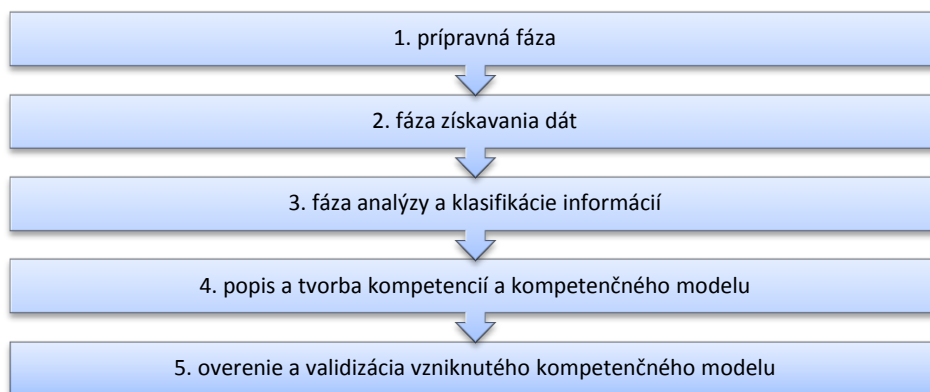 1. prípravná fáza
2. fáza získavania dát
3. fáza analýzy a klasifikácie informácií
4. popis a tvorba kompetencií a kompetenčného modelu
5. overenie a validizácia vzniknutého kompetenčného modelu